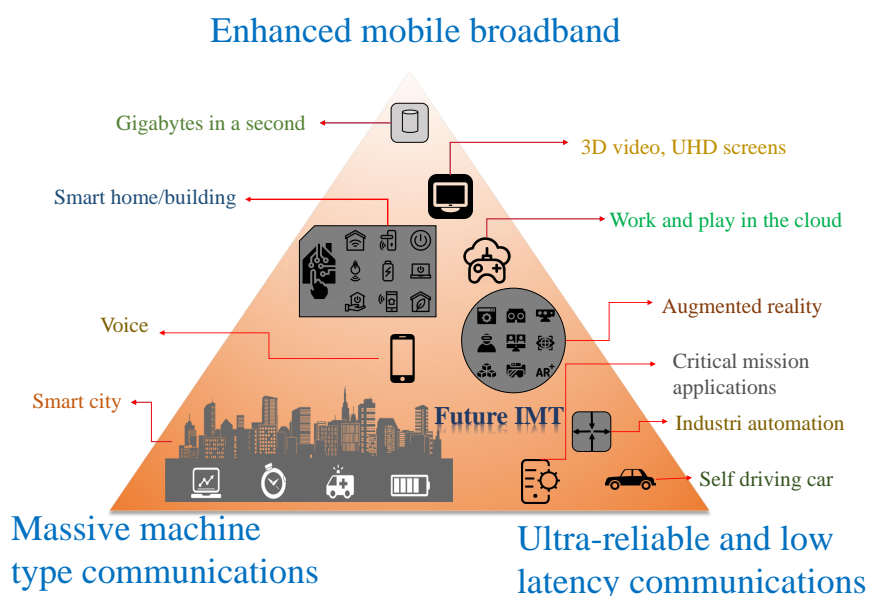 Enhanced mobile broadband
Gigabytes in a second
3D video, UHD screens
Smart home/building
Work and play in the cloud
Augmented reality
Voice
Critical mission
applications
AR+
Smart city
Future IMT
Industri automation
Self driving car
Massive machine
type communications
Ultra-reliable and low
latency communications